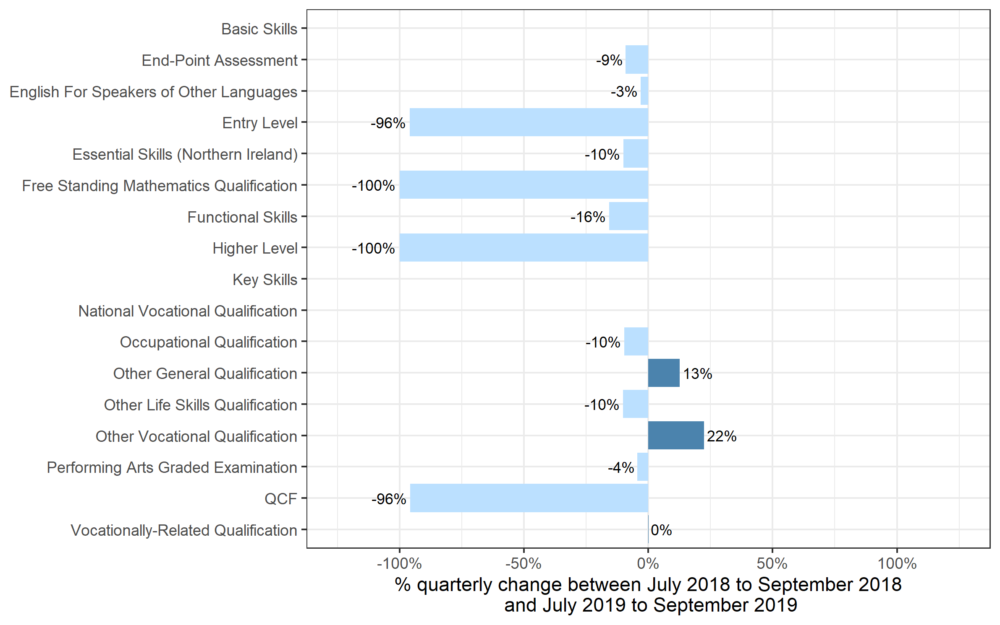 Basic Skills
End-Point Assessment
-9%
English For Speakers of Other Languages
-3%
Entry Level
-96%
Essential Skills (Northern Ireland)
-10%
Free Standing Mathematics Qualification
-100%
Functional Skills
-16%
Higher Level
-100%
Key Skills
National Vocational Qualification
Occupational Qualification
-10%
Other General Qualification
13%
Other Life Skills Qualification
-10%
Other Vocational Qualification
22%
Performing Arts Graded Examination
-4%
QCF
-96%
Vocationally-Related Qualification
0%
-100% -50% 0% 50% 100%
% quarterly change between July 2018 to September 2018
and July 2019 to September 2019